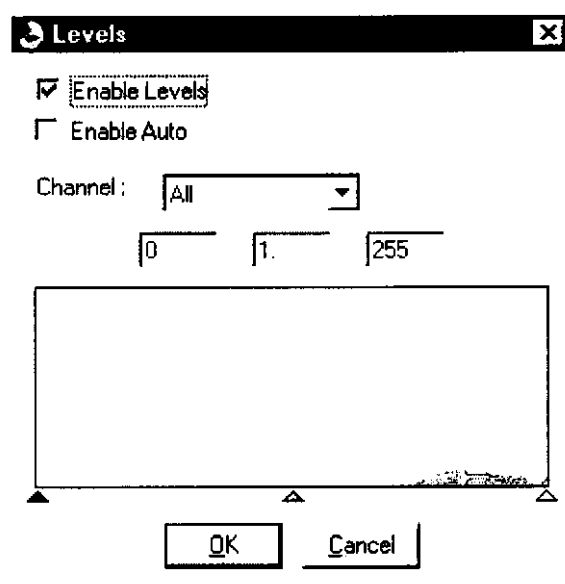 Levels
Enable Levels
Enable Auto
Channel : All
0 1. 255
OK Cancel